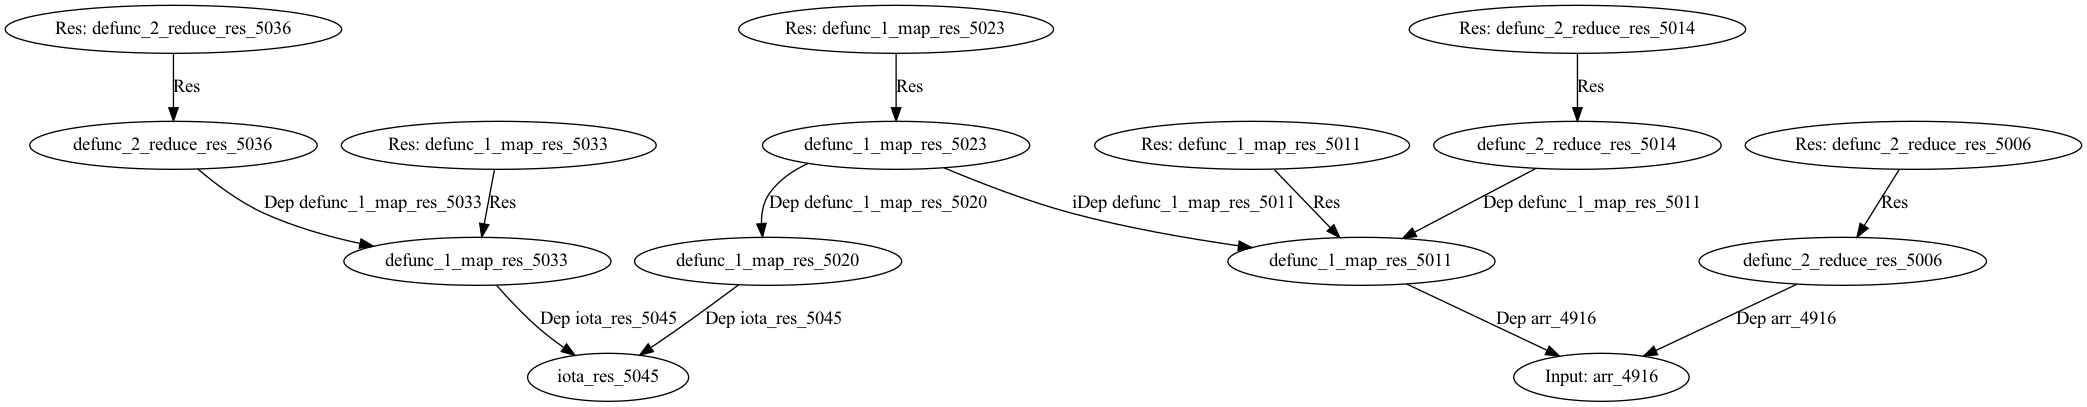 Res: defunc_2_reduce_res_5036
Res: defunc_1_map_res_5023
Res: defunc_2_reduce_res_5014
Res
Res
Res
defunc_2_reduce_res_5036
Res: defunc_1_map_res_5033
defunc_1_map_res_5023
Res: defunc_1_map_res_5011
defunc_2_reduce_res_5014
Res: defunc_2_reduce_res_5006
Dep defunc_1_map_res_5033
Res
Dep defunc_1_map_res_5020
iDep defunc_1_map_res_5011
Res
Dep defunc_1_map_res_5011
Res
defunc_1_map_res_5033
defunc_1_map_res_5020
defunc_1_map_res_5011
defunc_2_reduce_res_5006
Dep iota_res_5045
Dep iota_res_5045
Dep arr_4916
Dep arr_4916
iota_res_5045
Input: arr_4916